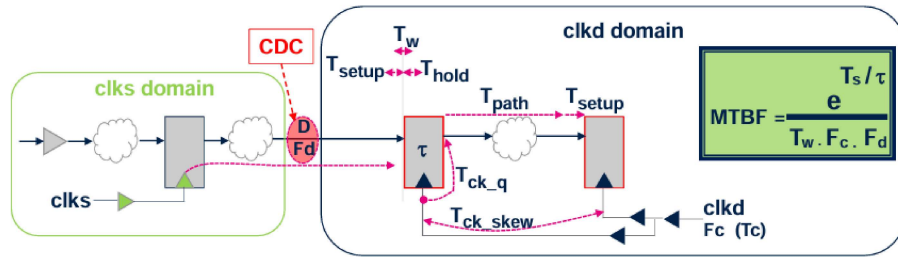 CDC
clks domain
clks
D
Fd
clkd domain
Tw
Tsetup
Thold
Tpath
Tsetup
τ
Tck_q
Tck_skew
clkd
Fc (Tc)
MTBF = e^Ts/τ
Tw . Fc . Fd